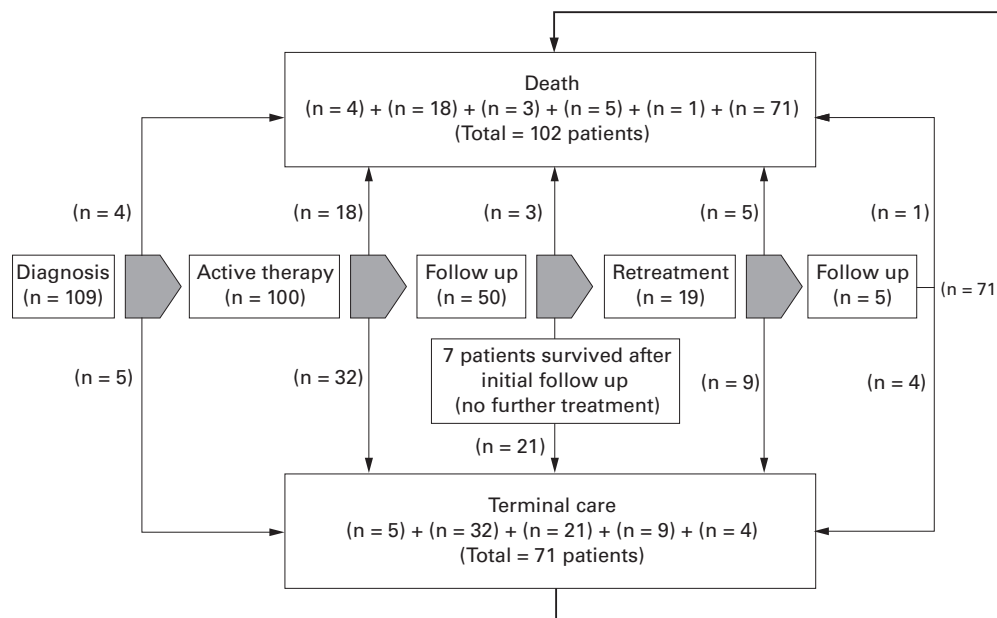 Death
(n = 4) + (n = 18) + (n = 3) + (n = 5) + (n = 1) + (n = 71)
(Total = 102 patients)
(n = 4)
(n = 18)
(n = 3)
(n = 5)
(n = 1)
Diagnosis
(n = 109)
Active therapy
(n = 100)
Follow up
(n = 50)
Retreatment
(n = 19)
Follow up
(n = 5)
(n = 71
(n = 5)
(n = 32)
7 patients survived after
initial follow up
(no further treatment)
(n = 9)
(n = 4)
(n = 21)
Terminal care
(n = 5) + (n = 32) + (n = 21) + (n = 9) + (n = 4)
(Total = 71 patients)